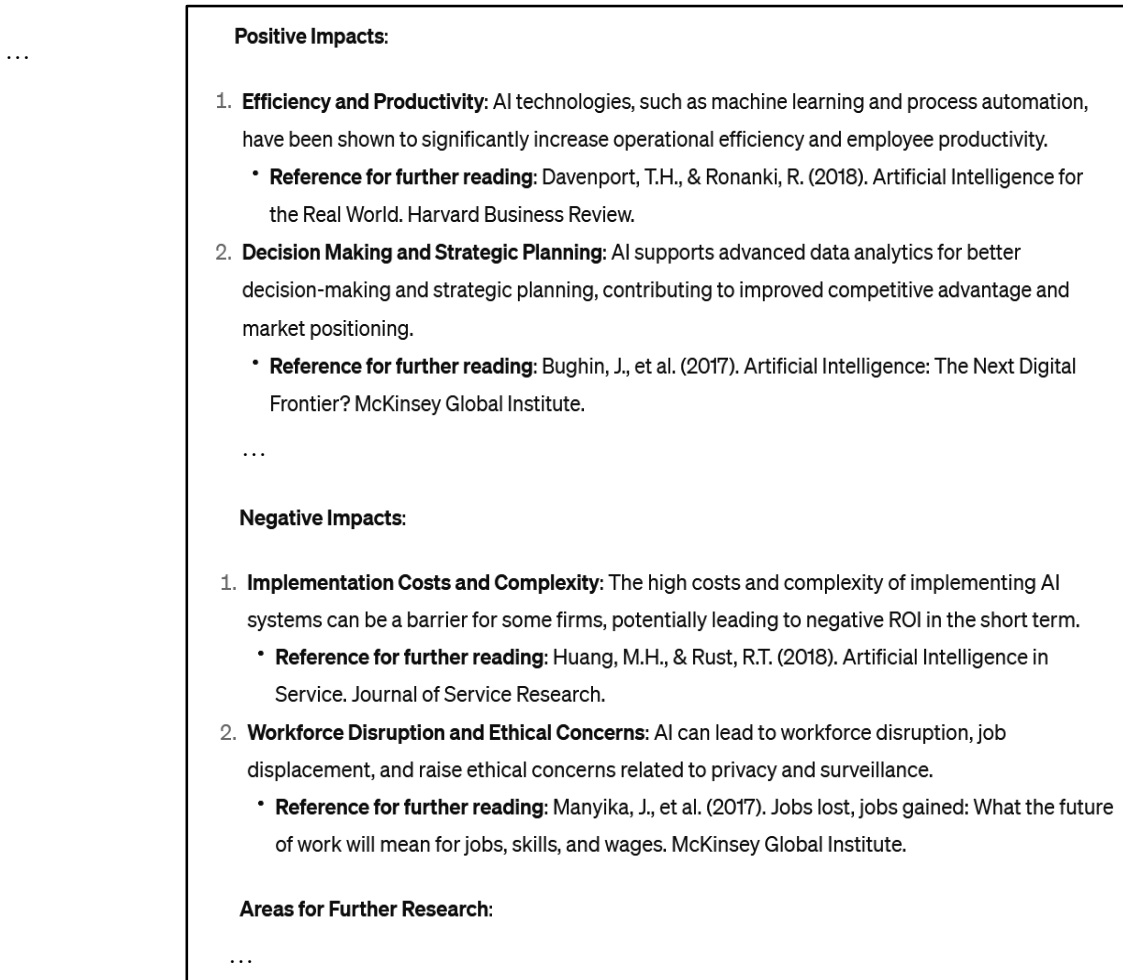 ...
Positive Impacts:
1. Efficiency and Productivity: AI technologies, such as machine learning and process automation,
have been shown to significantly increase operational efficiency and employee productivity.
• Reference for further reading: Davenport, T.H., & Ronanki, R. (2018). Artificial Intelligence for
the Real World. Harvard Business Review.
2. Decision Making and Strategic Planning: AI supports advanced data analytics for better
decision-making and strategic planning, contributing to improved competitive advantage and
market positioning.
• Reference for further reading: Bughin, J., et al. (2017). Artificial Intelligence: The Next Digital
Frontier? McKinsey Global Institute.
...
Negative Impacts:
1. Implementation Costs and Complexity: The high costs and complexity of implementing AI
systems can be a barrier for some firms, potentially leading to negative ROI in the short term.
• Reference for further reading: Huang, M.H., & Rust, R.T. (2018). Artificial Intelligence in
Service. Journal of Service Research.
2. Workforce Disruption and Ethical Concerns: AI can lead to workforce disruption, job
displacement, and raise ethical concerns related to privacy and surveillance.
• Reference for further reading: Manyika, J., et al. (2017). Jobs lost, jobs gained: What the future
of work will mean for jobs, skills, and wages. McKinsey Global Institute.
Areas for Further Research:
...